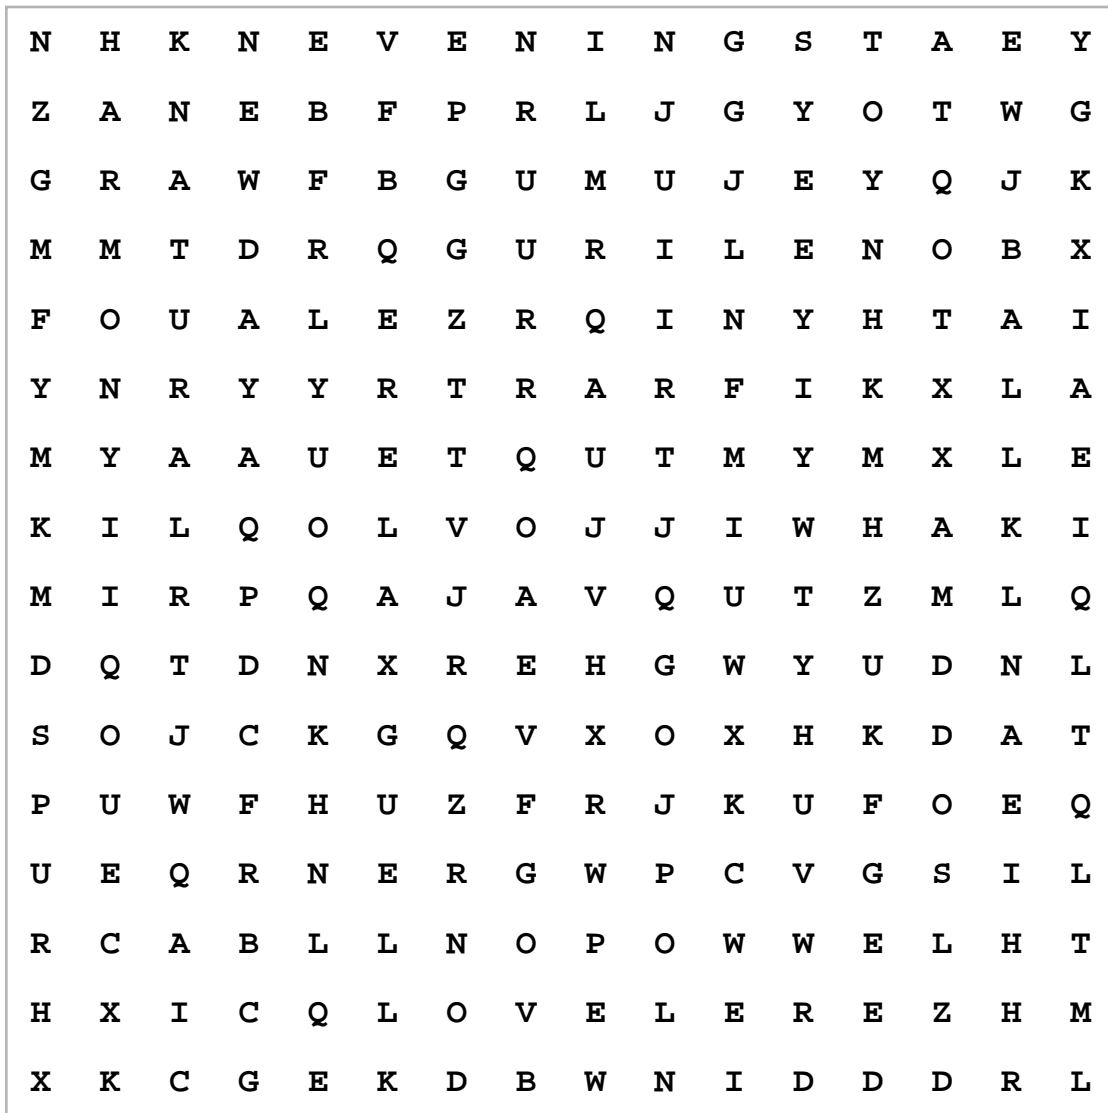 N H K N E V E N I N G S T A E Y
Z A N E B F P R L J G Y O T W G
G R A W F B G U M U J E Y Q J K
M M T D R Q G U R I L E N O B X
F O U A L E Z R Q I N Y H T A I
Y N R Y Y R T R A R F I K X L A
M Y A A U E T Q U T M Y M X L E
K I L Q O L V O J J I W H A K I
M I R P Q A J A V Q U T Z M L Q
D Q T D N X R E H G W Y U D N L
S O J C K G Q V X O X H K D A T
P U W F H U Z F R J K U F O E Q
U E Q R N E R G W P C V G S I L
R C A B L L N O P O W W E L H T
H X I C Q L O V E L E R E Z H M
X K C G E K D B W N I D D D R L